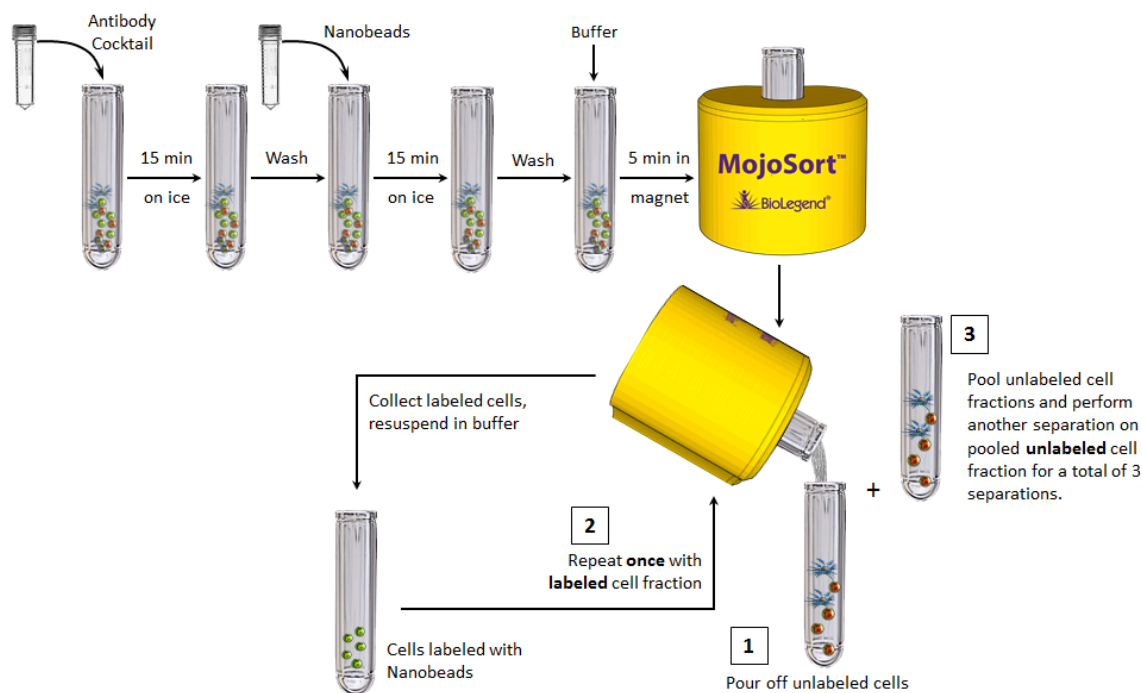 Antibody
Cocktail
Nanobeads
Buffer
15 min
on ice
Wash
15 min
on ice
Wash
5 min in
magnet
MojoSort™
BioLegend®
Collect labeled cells,
resuspend in buffer
2
Repeat once with
labeled cell fraction
Cells labeled with
Nanobeads
1
Pour off unlabeled cells
+
3
Pool unlabeled cell
fractions and perform
another separation on
pooled unlabeled cell
fraction for a total of 3
separations.